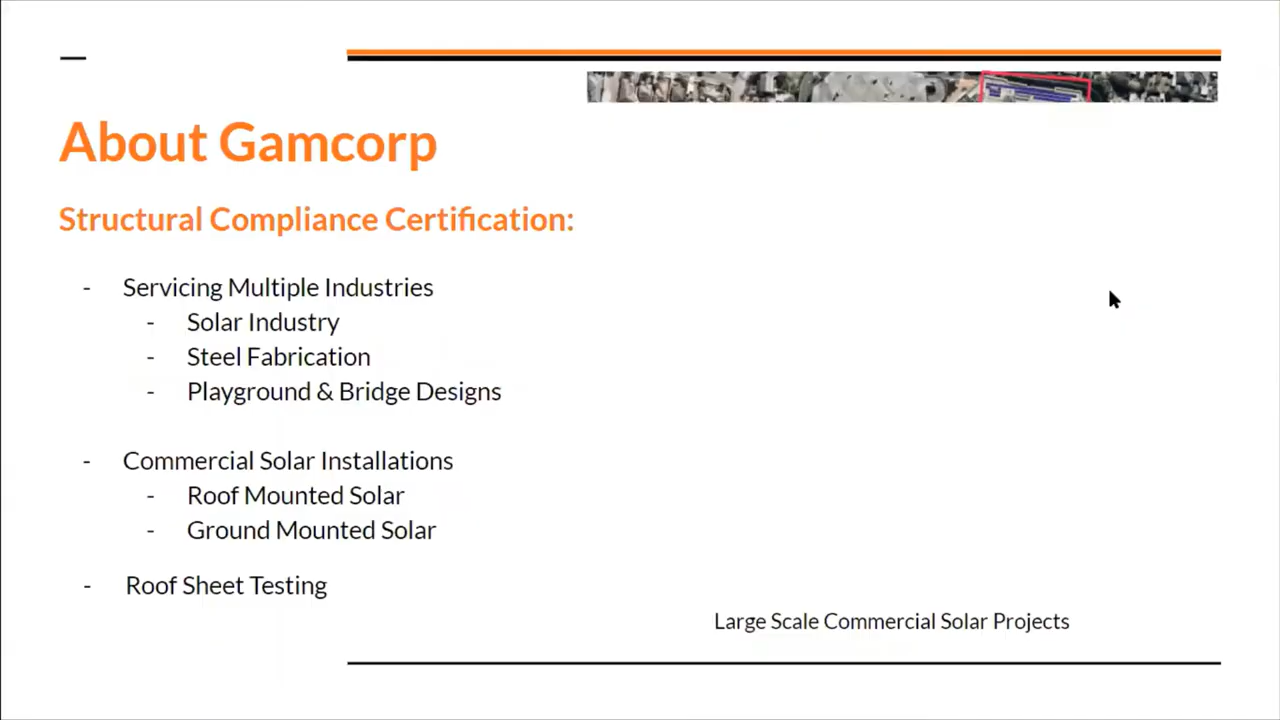 About Gamcorp
Structural Compliance Certification:
- Servicing Multiple Industries
- Solar Industry
- Steel Fabrication
- Playground & Bridge Designs
- Commercial Solar Installations
- Roof Mounted Solar
- Ground Mounted Solar
- Roof Sheet Testing
Large Scale Commercial Solar Projects